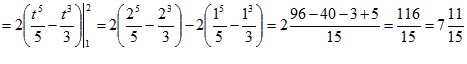 = 2(t^5/5 − t^3/3)|_1^2 = 2(2^5/5 − 2^3/3) − 2(1^5/5 − 1^3/3) = 2 (96 − 40 − 3 + 5)/15 = 116/15 = 7 11/15